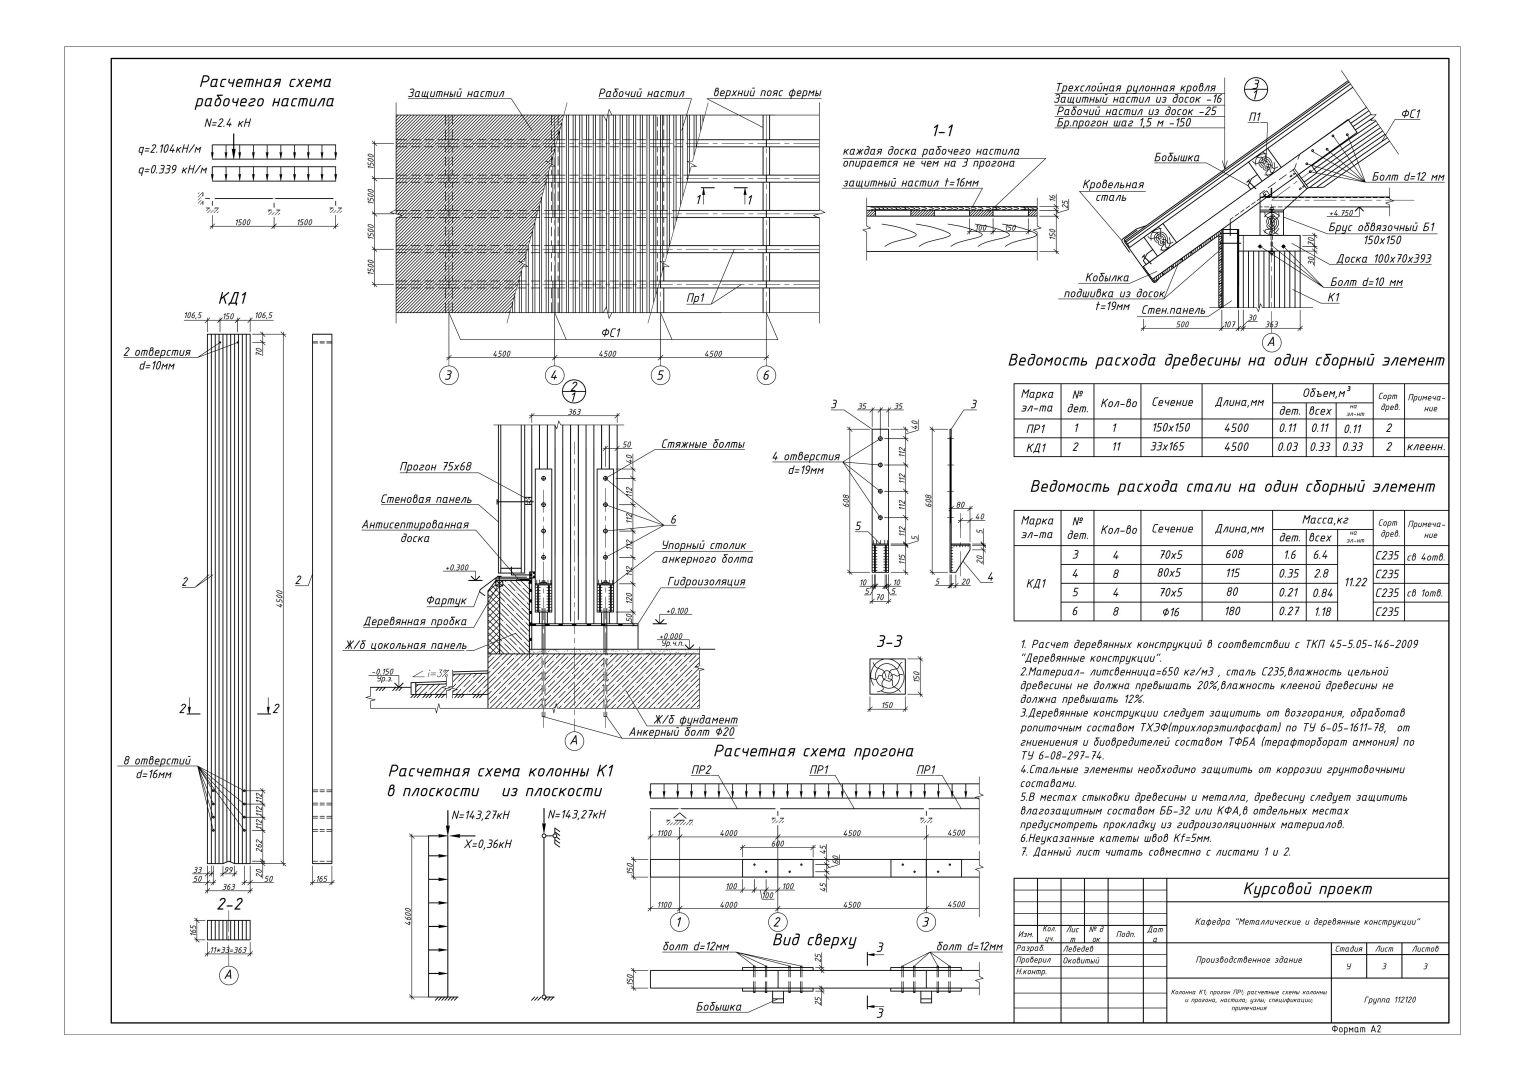 Расчетная схема
рабочего настила
N=2.4 кН
q=2.104кН/м
q=0.339 кН/м
1500 1500
Защитный настил
Рабочий настил
верхний пояс фермы
1500
1500
1500
1500
1 1
Пр1
ФС1
4500 4500 4500
3 4 5 6
1-1
каждая доска рабочего настила
опирается не чем на 3 прогона
защитный настил t=16мм
100 150
16
25
150
3
1
Трехслойная рулонная кровля
Защитный настил из досок -16
Рабочий настил из досок -25
Бр.прогон шаг 1,5 м -150
П1
ФС1
Бобышка
Болт d=12 мм
Кровельная
сталь
+4.750
Брус обвязочный Б1
150х150
Доска 100х70х393
70
30
Кобылка
Болт d=10 мм
подшивка из досок
t=19мм
К1
Стен.панель
500 107 30 363
А
КД1
106,5 150 106,5
2 отверстия
d=10мм
70
2
2
4500
2 2
8 отверстий
d=16мм
112
112
112
262
20
33
50
99
50
363
165
2-2
165
11*33=363
А
2
1
363
50
40
Стяжные болты
Прогон 75х68
Стеновая панель
112
112
112
112
6
Антисептированная
доска
Упорный столик
анкерного болта
+0.300
Гидроизоляция
120
50
Фартук
+0.100
Деревянная пробка
+0.000
Ур.ч.п.
Ж/б цокольная панель
-0.150
Ур.з.
i=3%
Ж/б фундамент
Анкерный болт Ф20
А
3
35 35
3
40
4 отверстия
d=19мм
112
112
112
112
608
608
80
40
5
5
5
115
20
10 10
5 5
70
5 20
4
3-3
150
150
Ведомость расхода древесины на один сборный элемент
Марка эл-та № дет. Кол-во Сечение Длина,мм Объем,м3 дет. всех на эл-нт Сорт древ. Примеча-ние
ПР1 1 1 150х150 4500 0.11 0.11 0.11 2
КД1 2 11 33х165 4500 0.03 0.33 0.33 2 клеенн.
Ведомость расхода стали на один сборный элемент
Марка эл-та № дет. Кол-во Сечение Длина,мм Масса,кг дет. всех на эл-нт Сорт древ. Примеча-ние
КД1 3 4 70х5 608 1.6 6.4 11.22 С235 св 4отв.
4 8 80х5 115 0.35 2.8 С235
5 4 70х5 80 0.21 0.84 С235 св 1отв.
6 8 Ф16 180 0.27 1.18 С235
1. Расчет деревянных конструкций в соответствии с ТКП 45-5.05-146-2009
"Деревянные конструкции".
2.Материал- литсвенница=650 кг/м3 , сталь С235,влажность цельной
древесины не должна превышать 20%,влажность клееной древесины не
должна превышать 12%.
3.Деревянные конструкции следует защитить от возгорания, обработав
ропиточным составом ТХЭФ(трихлорэтилфосфат) по ТУ 6-05-1611-78, от
гниениения и биовредителей составом ТФБА (терафторборат аммония) по
ТУ 6-08-297-74.
4.Стальные элементы необходимо защитить от коррозии грунтовочными
составами.
5.В местах стыковки древесины и металла, древесину следует защитить
влагозащитным составом ББ-32 или КФА,в отдельных местах
предусмотреть прокладку из гидроизоляционных материалов.
6.Неуказанные катеты швов Kf=5мм.
7. Данный лист читать совместно с листами 1 и 2.
Расчетная схема колонны К1
в плоскости из плоскости
N=143,27кН
N=143,27кН
X=0,36кН
4600
Расчетная схема прогона
ПР2 ПР1 ПР1
1100 4000 4500 4500
600
45
60
45
150
100 100
100
1100 4000 4500 4500
1 2 3
Вид сверху
болт d=12мм
болт d=12мм
3
25
150
25
Бобышка
3
Курсовой проект
Кафедра "Металлические и деревянные конструкции"
Изм. Кол. уч. Лист № док Подп. Дата
Разраб. Лебедев
Проверил Оковитый
Н.контр.
Производственное здание
Стадия Лист Листов
У 3 3
Колонна К1; прогон ПР1; расчетные схемы колонны
и прогона, настила; узлы; спецификации;
примечания
Группа 112120
Формат А2